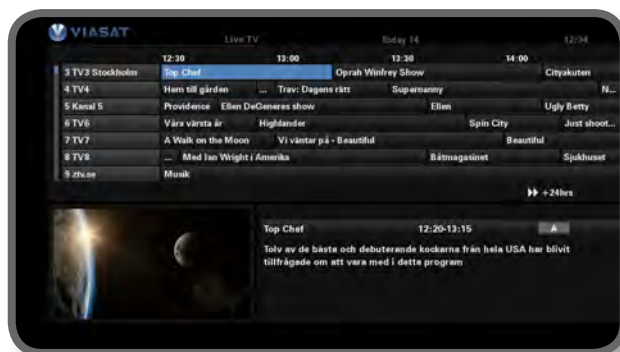 VIASAT
Live TV Today 14 12:34
12:30 13:00 13:30 14:00
3 TV3 Stockholm Top Chef Oprah Winfrey Show Cityakuten
4 TV4 Hem till gården ... Trav: Dagens rätt Supernanny N...
5 Kanal 5 Providence Ellen DeGeneres show Ellen Ugly Betty
6 TV6 Våra värsta år Highlander Spin City Just shoot...
7 TV7 A Walk on the Moon Vi väntar på - Beautiful Beautiful
8 TV8 ... Med Ian Wright i Amerika Båtmagasinet Sjukhuset
9 ztv.se Musik
+24hrs
Top Chef 12:20-13:15 A
Tolv av de bästa och debuterande kockarna från hela USA har blivit
tillfrågade om att vara med i detta program